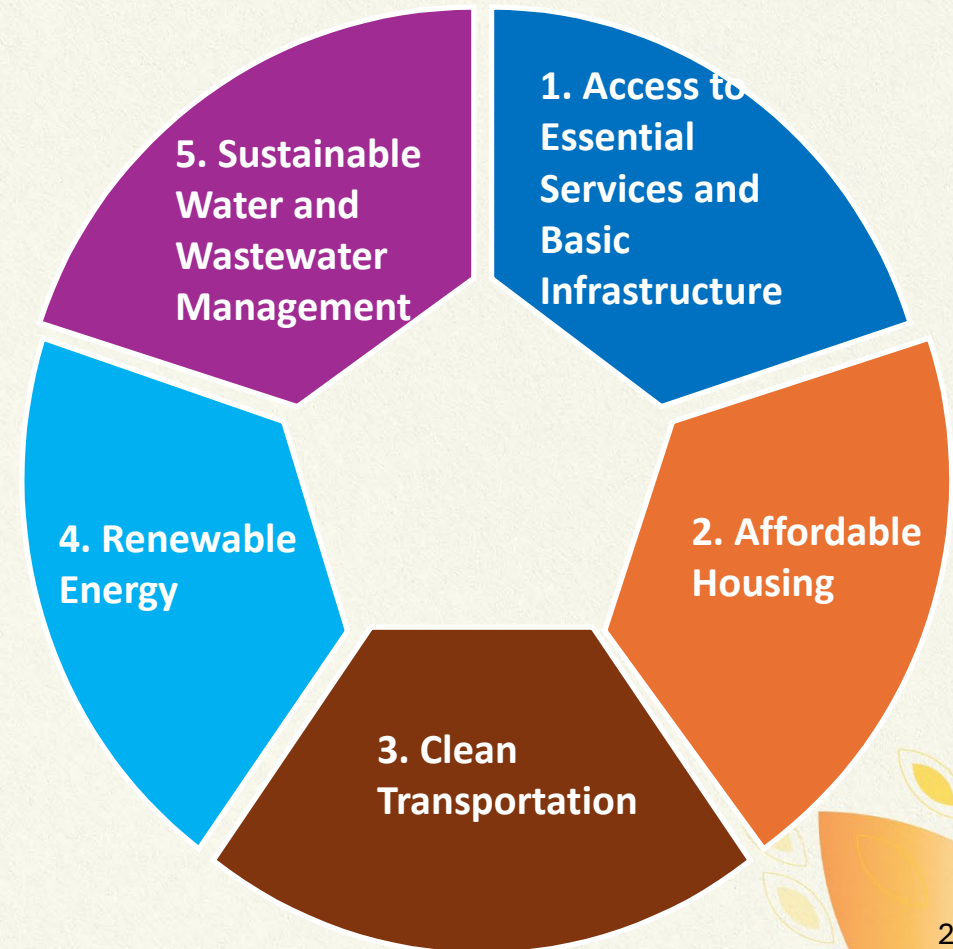 1. Access to
Essential
Services and
Basic
Infrastructure
2. Affordable
Housing
3. Clean
Transportation
4. Renewable
Energy
5. Sustainable
Water and
Wastewater
Management
2